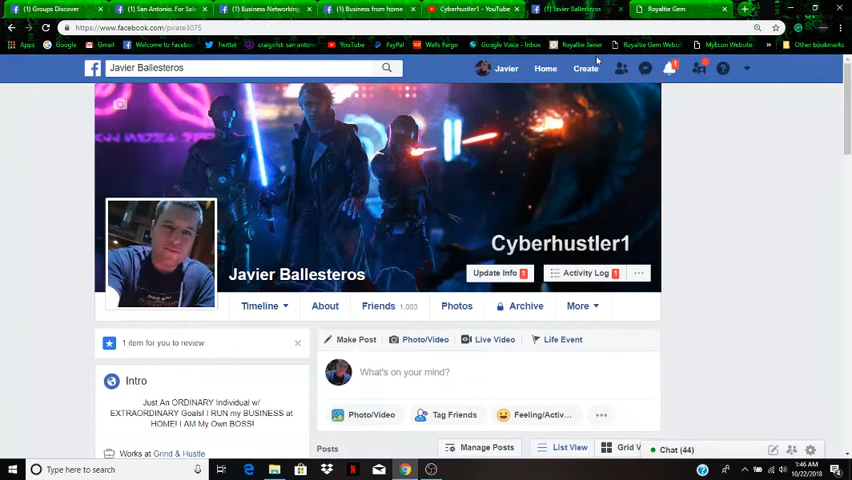 (1) Groups Discover
(1) San Antonio. For Sale
(1) Business Networking
(1) Business from home
Cyberhustler1 - YouTube
(1) Javier Ballesteros
Royaltie Gem
https://www.facebook.com/pirate3075
Apps
Google
Gmail
Welcome to Facebook
Twitter
craigslist: san anton
YouTube
PayPal
Wells Fargo
Google Voice - Inbox
Royaltie Javier
Royaltie Gem Websi
MyEcon Website
»
Other bookmarks
Javier Ballesteros
Javier
Home
Create
1
Cyberhustler1
Javier Ballesteros
Update Info 1
Activity Log 1
Timeline
About
Friends 1,053
Photos
Archive
More
1 item for you to review
Make Post
Photo/Video
Live Video
Life Event
What's on your mind?
Intro
Just An ORDINARY Individual w/
EXTRAORDINARY Goals! I RUN my BUSINESS at
HOME! I AM My Own BOSS!
Works at Grind & Hustle
Photo/Video
Tag Friends
Feeling/Activ...
Posts
Manage Posts
List View
Grid V
Chat (44)
Type here to search
1:46 AM
10/22/2018